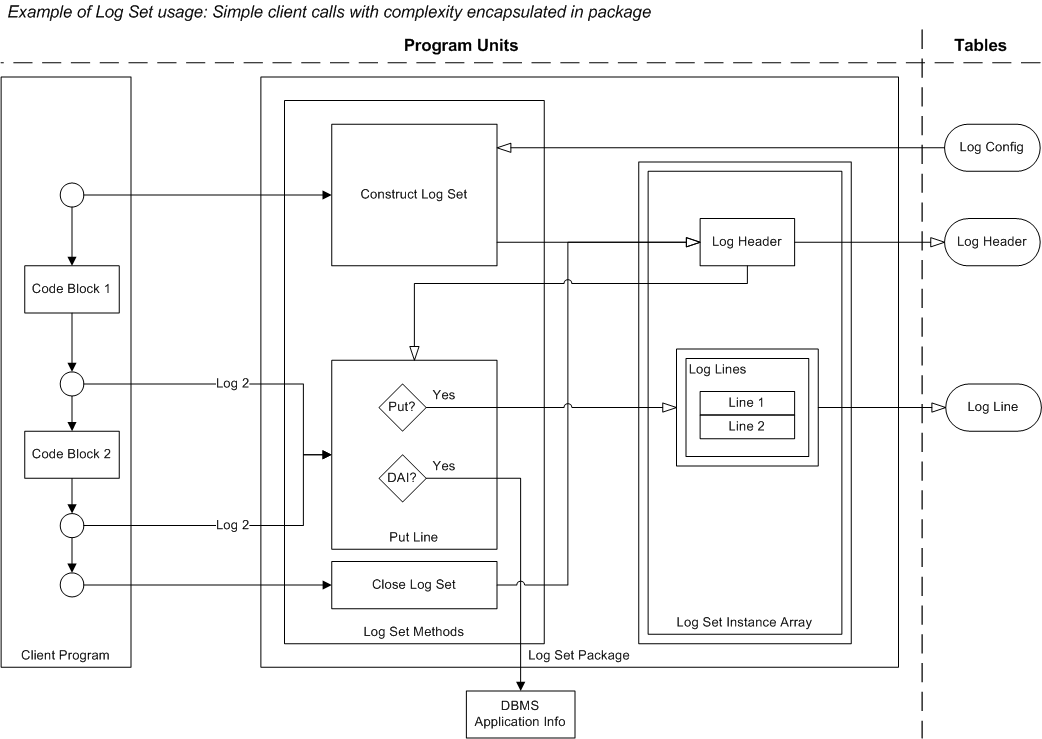 Example of Log Set usage: Simple client calls with complexity encapsulated in package
Program Units
Tables
Log Config
Construct Log Set
Log Header
Log Header
Code Block 1
Log 2
Put?
Yes
Log Lines
Line 1
Line 2
Log Line
Code Block 2
DAI?
Yes
Log 2
Put Line
Close Log Set
Log Set Methods
Log Set Instance Array
Client Program
Log Set Package
DBMS
Application Info